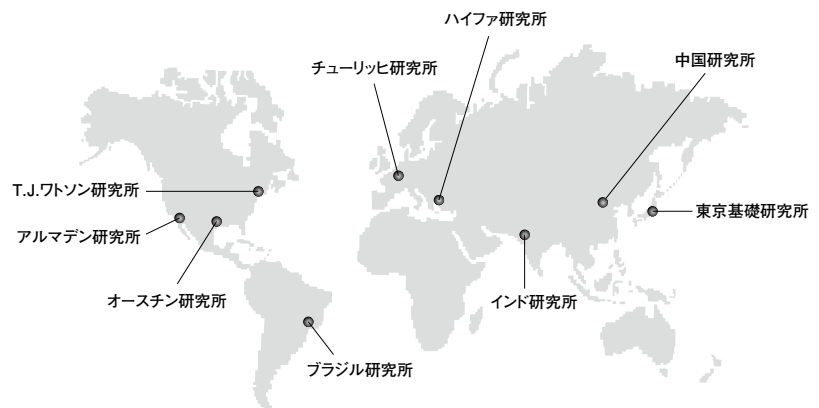 ハイファ研究所
チューリッヒ研究所
中国研究所
T.J.ワトソン研究所
アルマデン研究所
東京基礎研究所
オースチン研究所
インド研究所
ブラジル研究所